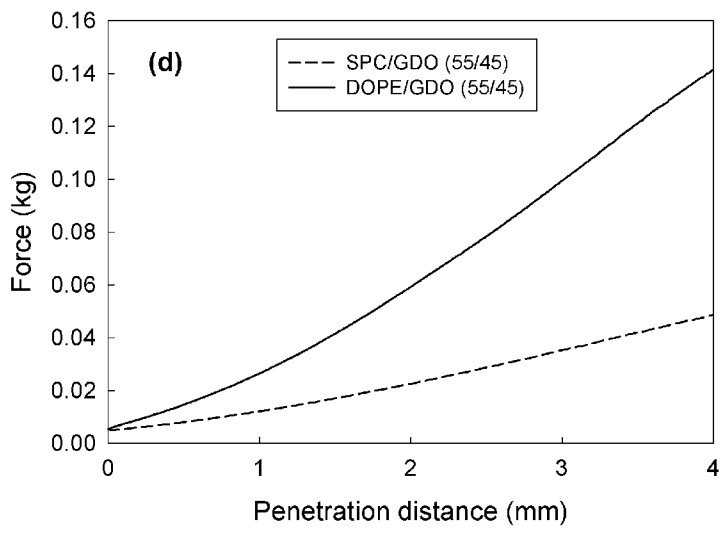 0.16
0.14
0.12
0.10
0.08
0.06
0.04
0.02
0.00
Force (kg)
(d)
SPC/GDO (55/45)
DOPE/GDO (55/45)
0 1 2 3 4
Penetration distance (mm)